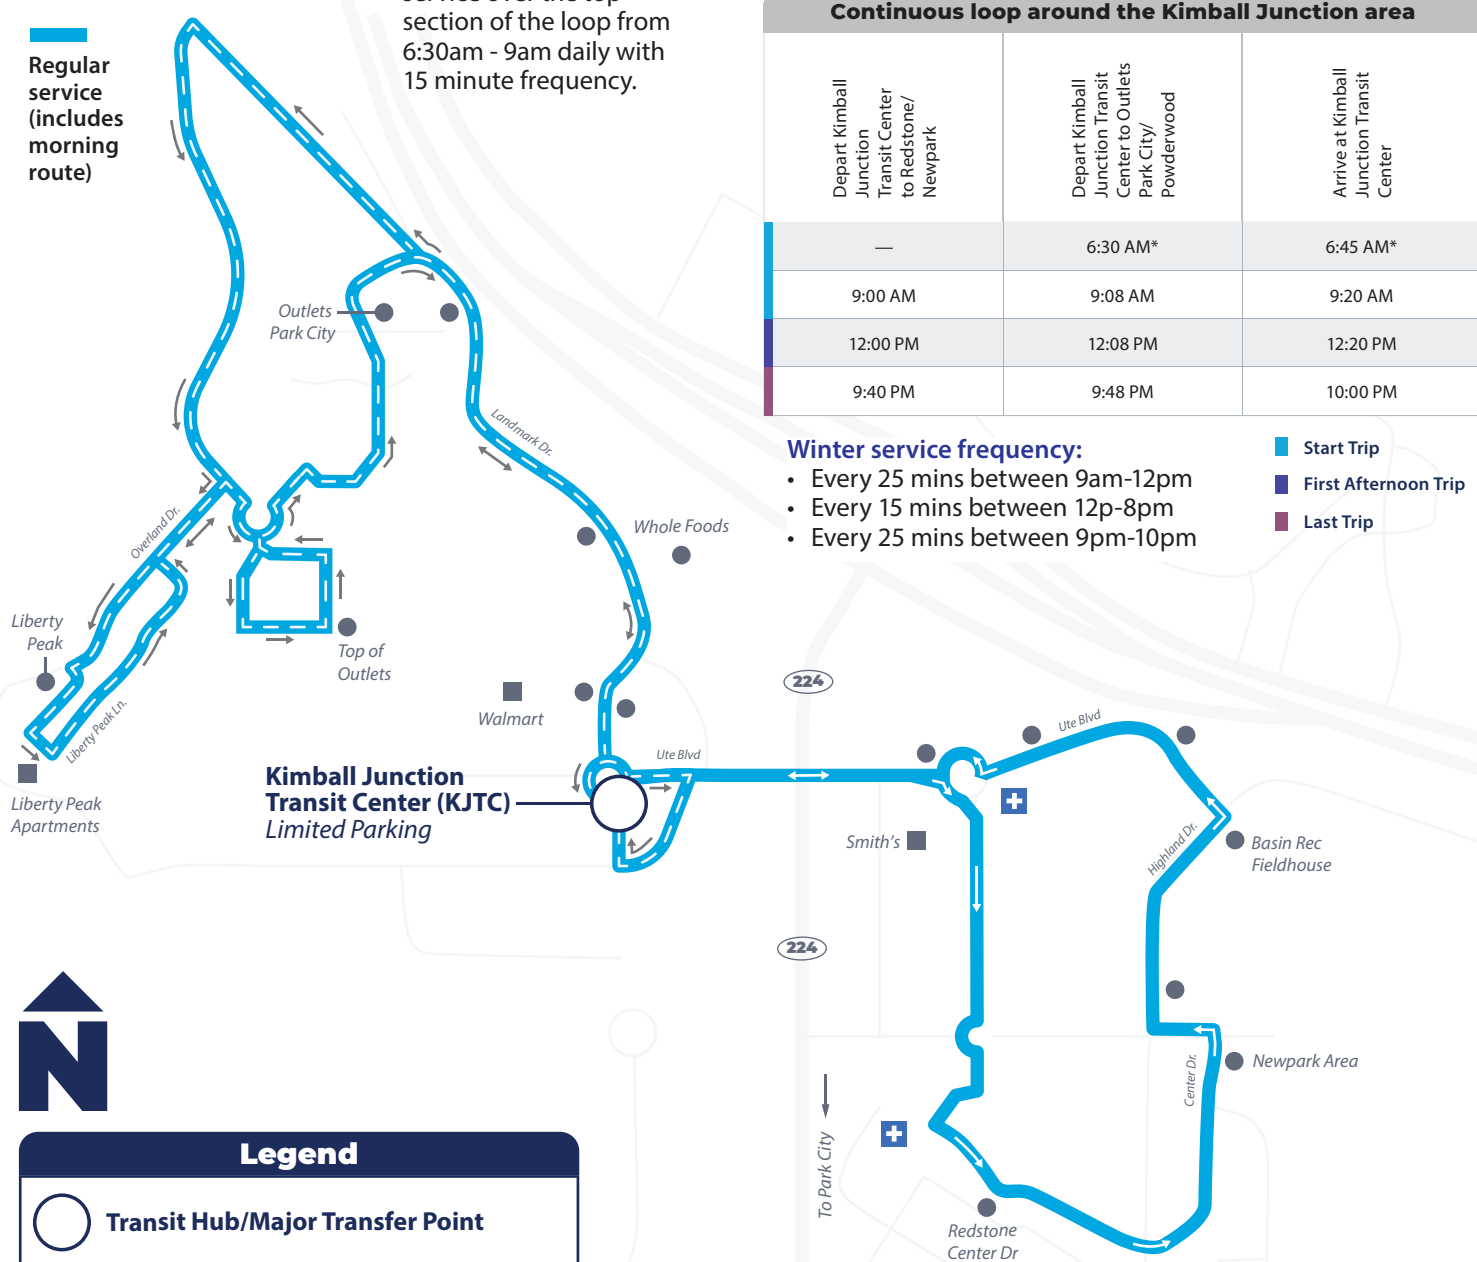 service over the top
section of the loop from
6:30am - 9am daily with
15 minute frequency.
Regular
service
(includes
morning
route)
Continuous loop around the Kimball Junction area
Depart Kimball
Junction
Transit Center
to Redstone/
Newpark
Depart Kimball
Junction Transit
Center to Outlets
Park City/
Powderwood
Arrive at Kimball
Junction Transit
Center
— 6:30 AM* 6:45 AM*
9:00 AM 9:08 AM 9:20 AM
12:00 PM 12:08 PM 12:20 PM
9:40 PM 9:48 PM 10:00 PM
Winter service frequency:
• Every 25 mins between 9am-12pm
• Every 15 mins between 12p-8pm
• Every 25 mins between 9pm-10pm
Start Trip
First Afternoon Trip
Last Trip
Outlets
Park City
Landmark Dr.
Whole Foods
Overland Dr.
Liberty
Peak
Top of
Outlets
Liberty Peak Ln.
Walmart
224
Ute Blvd
Ute Blvd
Kimball Junction
Transit Center (KJTC)
Limited Parking
Liberty Peak
Apartments
Smith's
Highland Dr.
Basin Rec
Fieldhouse
224
Newpark Area
Center Dr.
To Park City
Redstone
Center Dr
N
Legend
Transit Hub/Major Transfer Point